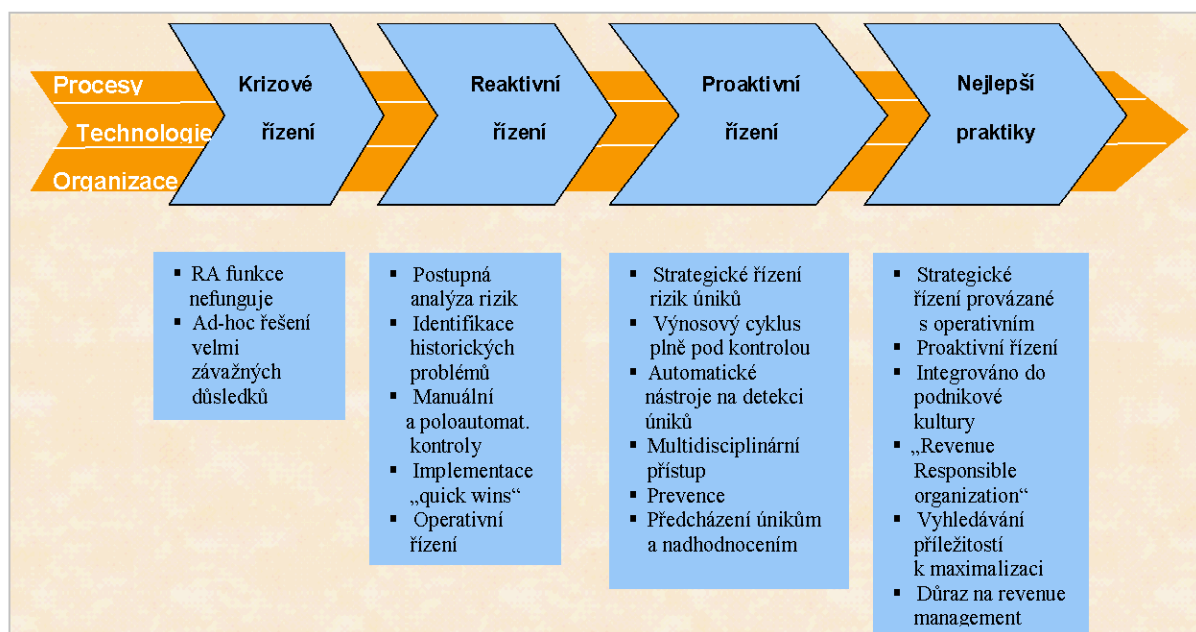 Procesy
Technologie
Organizace
Krizové
řízení
Reaktivní
řízení
Proaktivní
řízení
Nejlepší
praktiky
▪ RA funkce
nefunguje
▪ Ad-hoc řešení
velmi
závažných
důsledků
▪ Postupná
analýza rizik
▪ Identifikace
historických
problémů
▪ Manuální
a poloautomat.
kontroly
▪ Implementace
„quick wins“
▪ Operativní
řízení
▪ Strategické řízení
rizik úniků
▪ Výnosový cyklus
plně pod kontrolou
▪ Automatické
nástroje na detekci
úniků
▪ Multidisciplinární
přístup
▪ Prevence
▪ Předcházení únikům
a nadhodnocením
▪ Strategické
řízení provázané
s operativním
▪ Proaktivní řízení
▪ Integrováno do
podnikové
kultury
▪ „Revenue
Responsible
organization“
▪ Vyhledávání
příležitostí
k maximalizaci
▪ Důraz na revenue
management